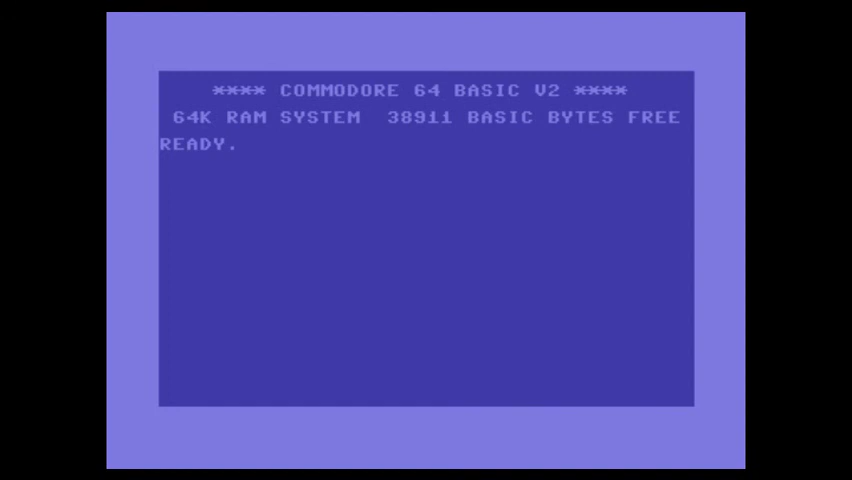 **** COMMODORE 64 BASIC V2 ****
64K RAM SYSTEM  38911 BASIC BYTES FREE
READY.